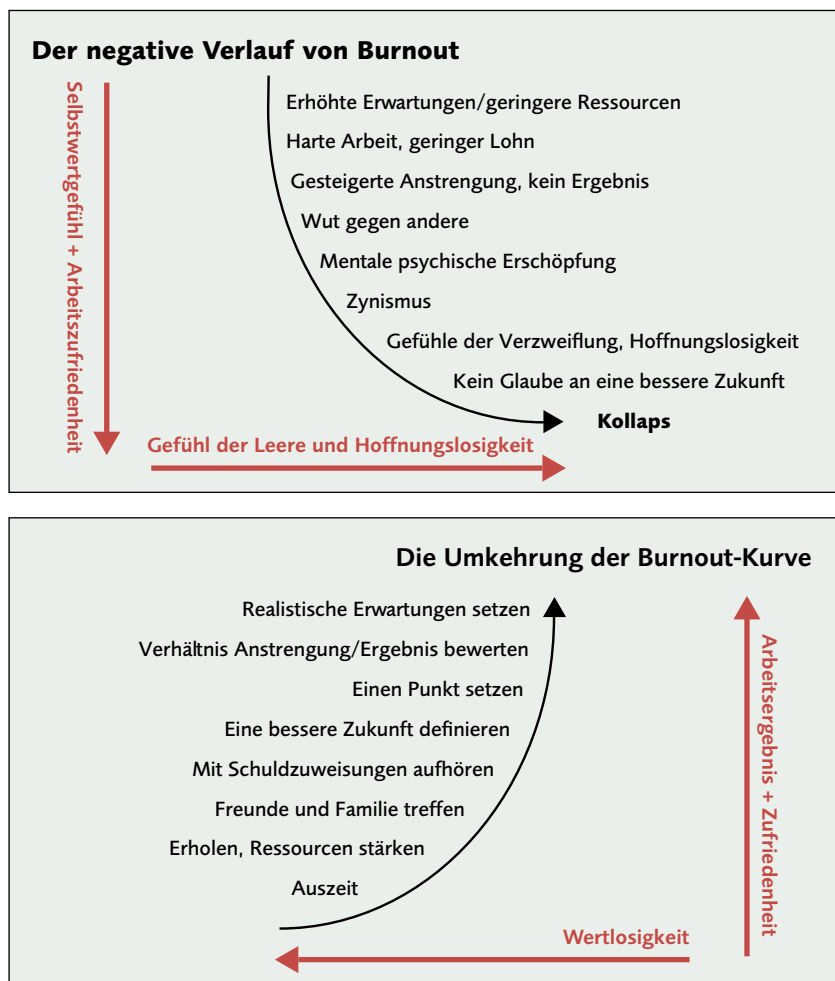 Der negative Verlauf von Burnout
Selbstwertgefühl + Arbeitszufriedenheit
Erhöhte Erwartungen/geringere Ressourcen
Harte Arbeit, geringer Lohn
Gesteigerte Anstrengung, kein Ergebnis
Wut gegen andere
Mentale psychische Erschöpfung
Zynismus
Gefühle der Verzweiflung, Hoffnungslosigkeit
Kein Glaube an eine bessere Zukunft
Kollaps
Gefühl der Leere und Hoffnungslosigkeit
Die Umkehrung der Burnout-Kurve
Realistische Erwartungen setzen
Verhältnis Anstrengung/Ergebnis bewerten
Einen Punkt setzen
Eine bessere Zukunft definieren
Mit Schuldzuweisungen aufhören
Freunde und Familie treffen
Erholen, Ressourcen stärken
Auszeit
Arbeitsergebnis + Zufriedenheit
Wertlosigkeit